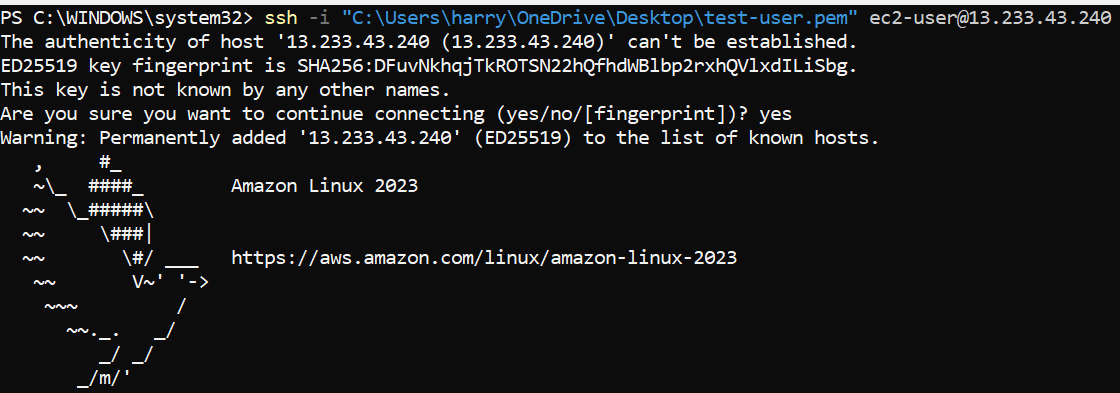 PS C:\WINDOWS\system32> ssh -i "C:\Users\harry\OneDrive\Desktop\test-user.pem" ec2-user@13.233.43.240
The authenticity of host '13.233.43.240 (13.233.43.240)' can't be established.
ED25519 key fingerprint is SHA256:DFuvNkhqjTkROTSN22hQfhdWBlbp2rxhQVlxdILiSbg.
This key is not known by any other names.
Are you sure you want to continue connecting (yes/no/[fingerprint])? yes
Warning: Permanently added '13.233.43.240' (ED25519) to the list of known hosts.
   ,     #_
   ~\_  ####_        Amazon Linux 2023
  ~~  \_#####\
  ~~     \###|
  ~~       \#/ ___   https://aws.amazon.com/linux/amazon-linux-2023
   ~~       V~' '->
    ~~~         /
      ~~._.   _/
         _/ _/
       _/m/'